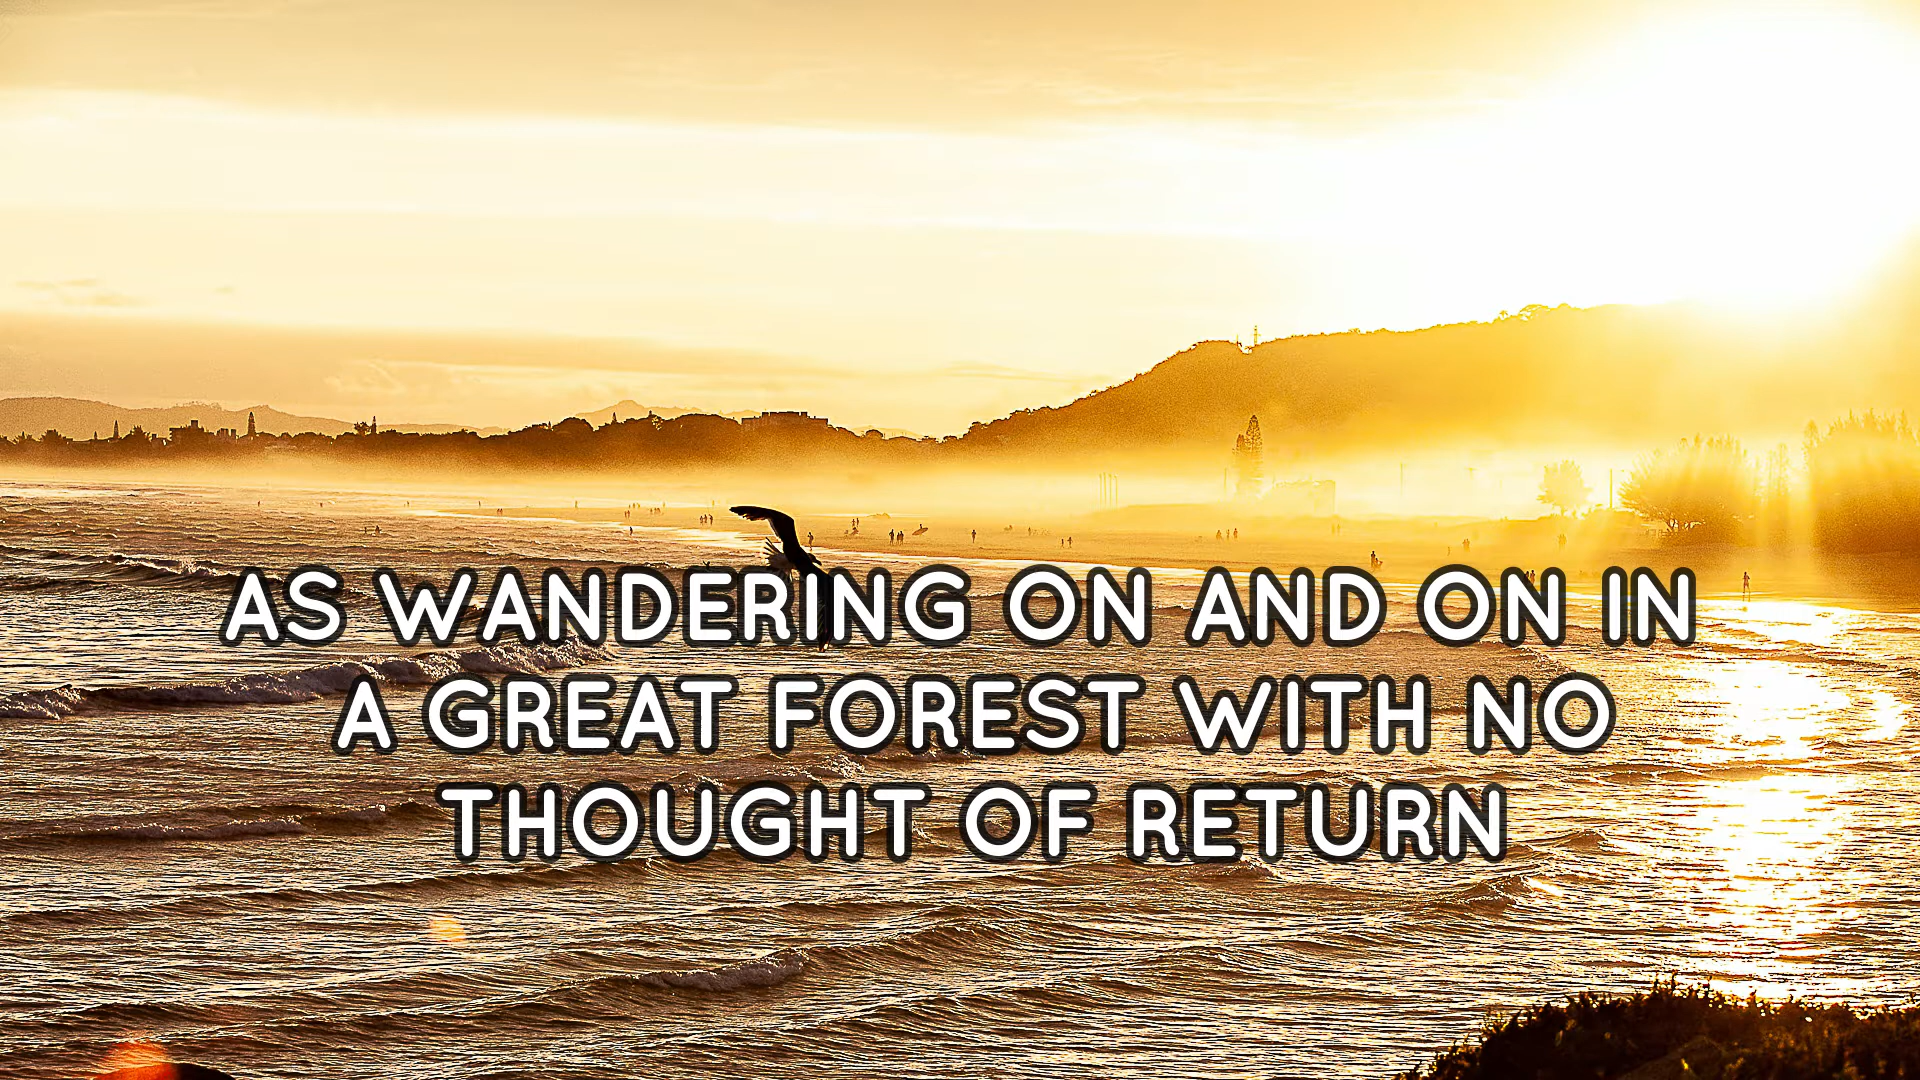 AS WANDERING ON AND ON IN
A GREAT FOREST WITH NO
THOUGHT OF RETURN